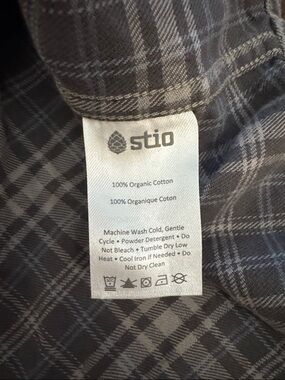 stio
100% Organic Cotton
100% Organique Coton
Machine Wash Cold, Gentle
Cycle • Powder Detergent • Do
Not Bleach • Tumble Dry Low
Heat • Cool Iron if Needed • Do
Not Dry Clean